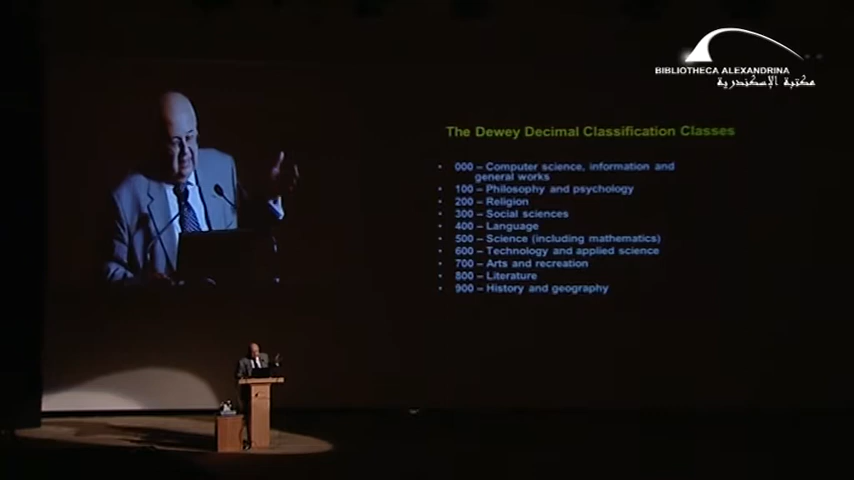 BIBLIOTHECA ALEXANDRINA
مكتبة الإسكندرية
The Dewey Decimal Classification Classes
• 000 – Computer science, information and
general works
• 100 – Philosophy and psychology
• 200 – Religion
• 300 – Social sciences
• 400 – Language
• 500 – Science (including mathematics)
• 600 – Technology and applied science
• 700 – Arts and recreation
• 800 – Literature
• 900 – History and geography